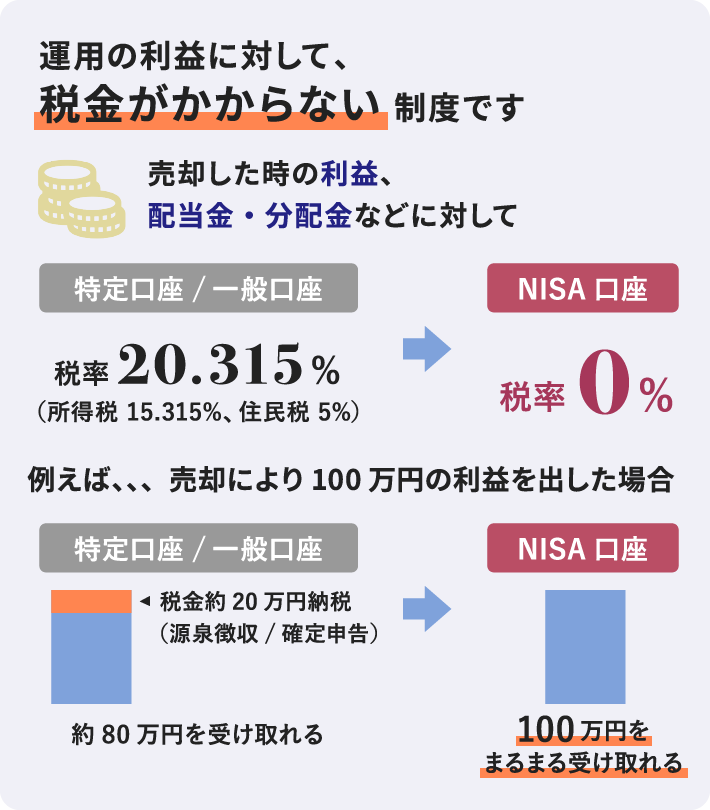 運用の利益に対して、
税金がかからない 制度です
売却した時の利益、
配当金・分配金などに対して
特定口座 / 一般口座
NISA 口座
税率 20.315%
（所得税 15.315%、住民税 5%）
税率 0%
例えば、、、売却により 100 万円の利益を出した場合
特定口座 / 一般口座
NISA 口座
税金約 20 万円納税
（源泉徴収 / 確定申告）
約 80 万円を受け取れる
100 万円を
まるまる受け取れる